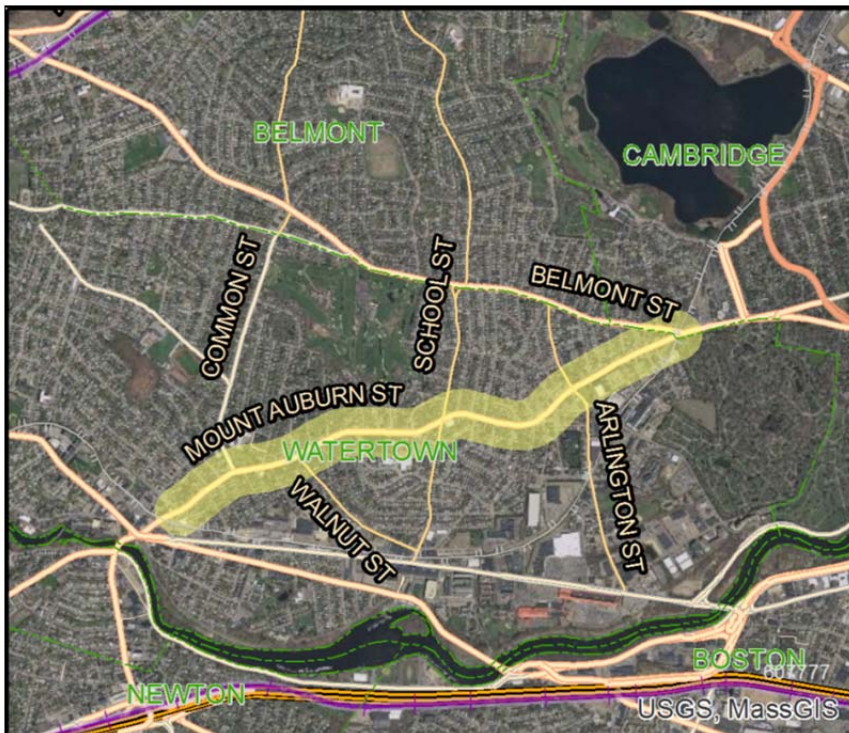 BELMONT
CAMBRIDGE
COMMON ST
SCHOOL ST
BELMONT ST
MOUNT AUBURN ST
WATERTOWN
ARLINGTON ST
WALNUT ST
BOSTON
607777
NEWTON
USGS, MassGIS